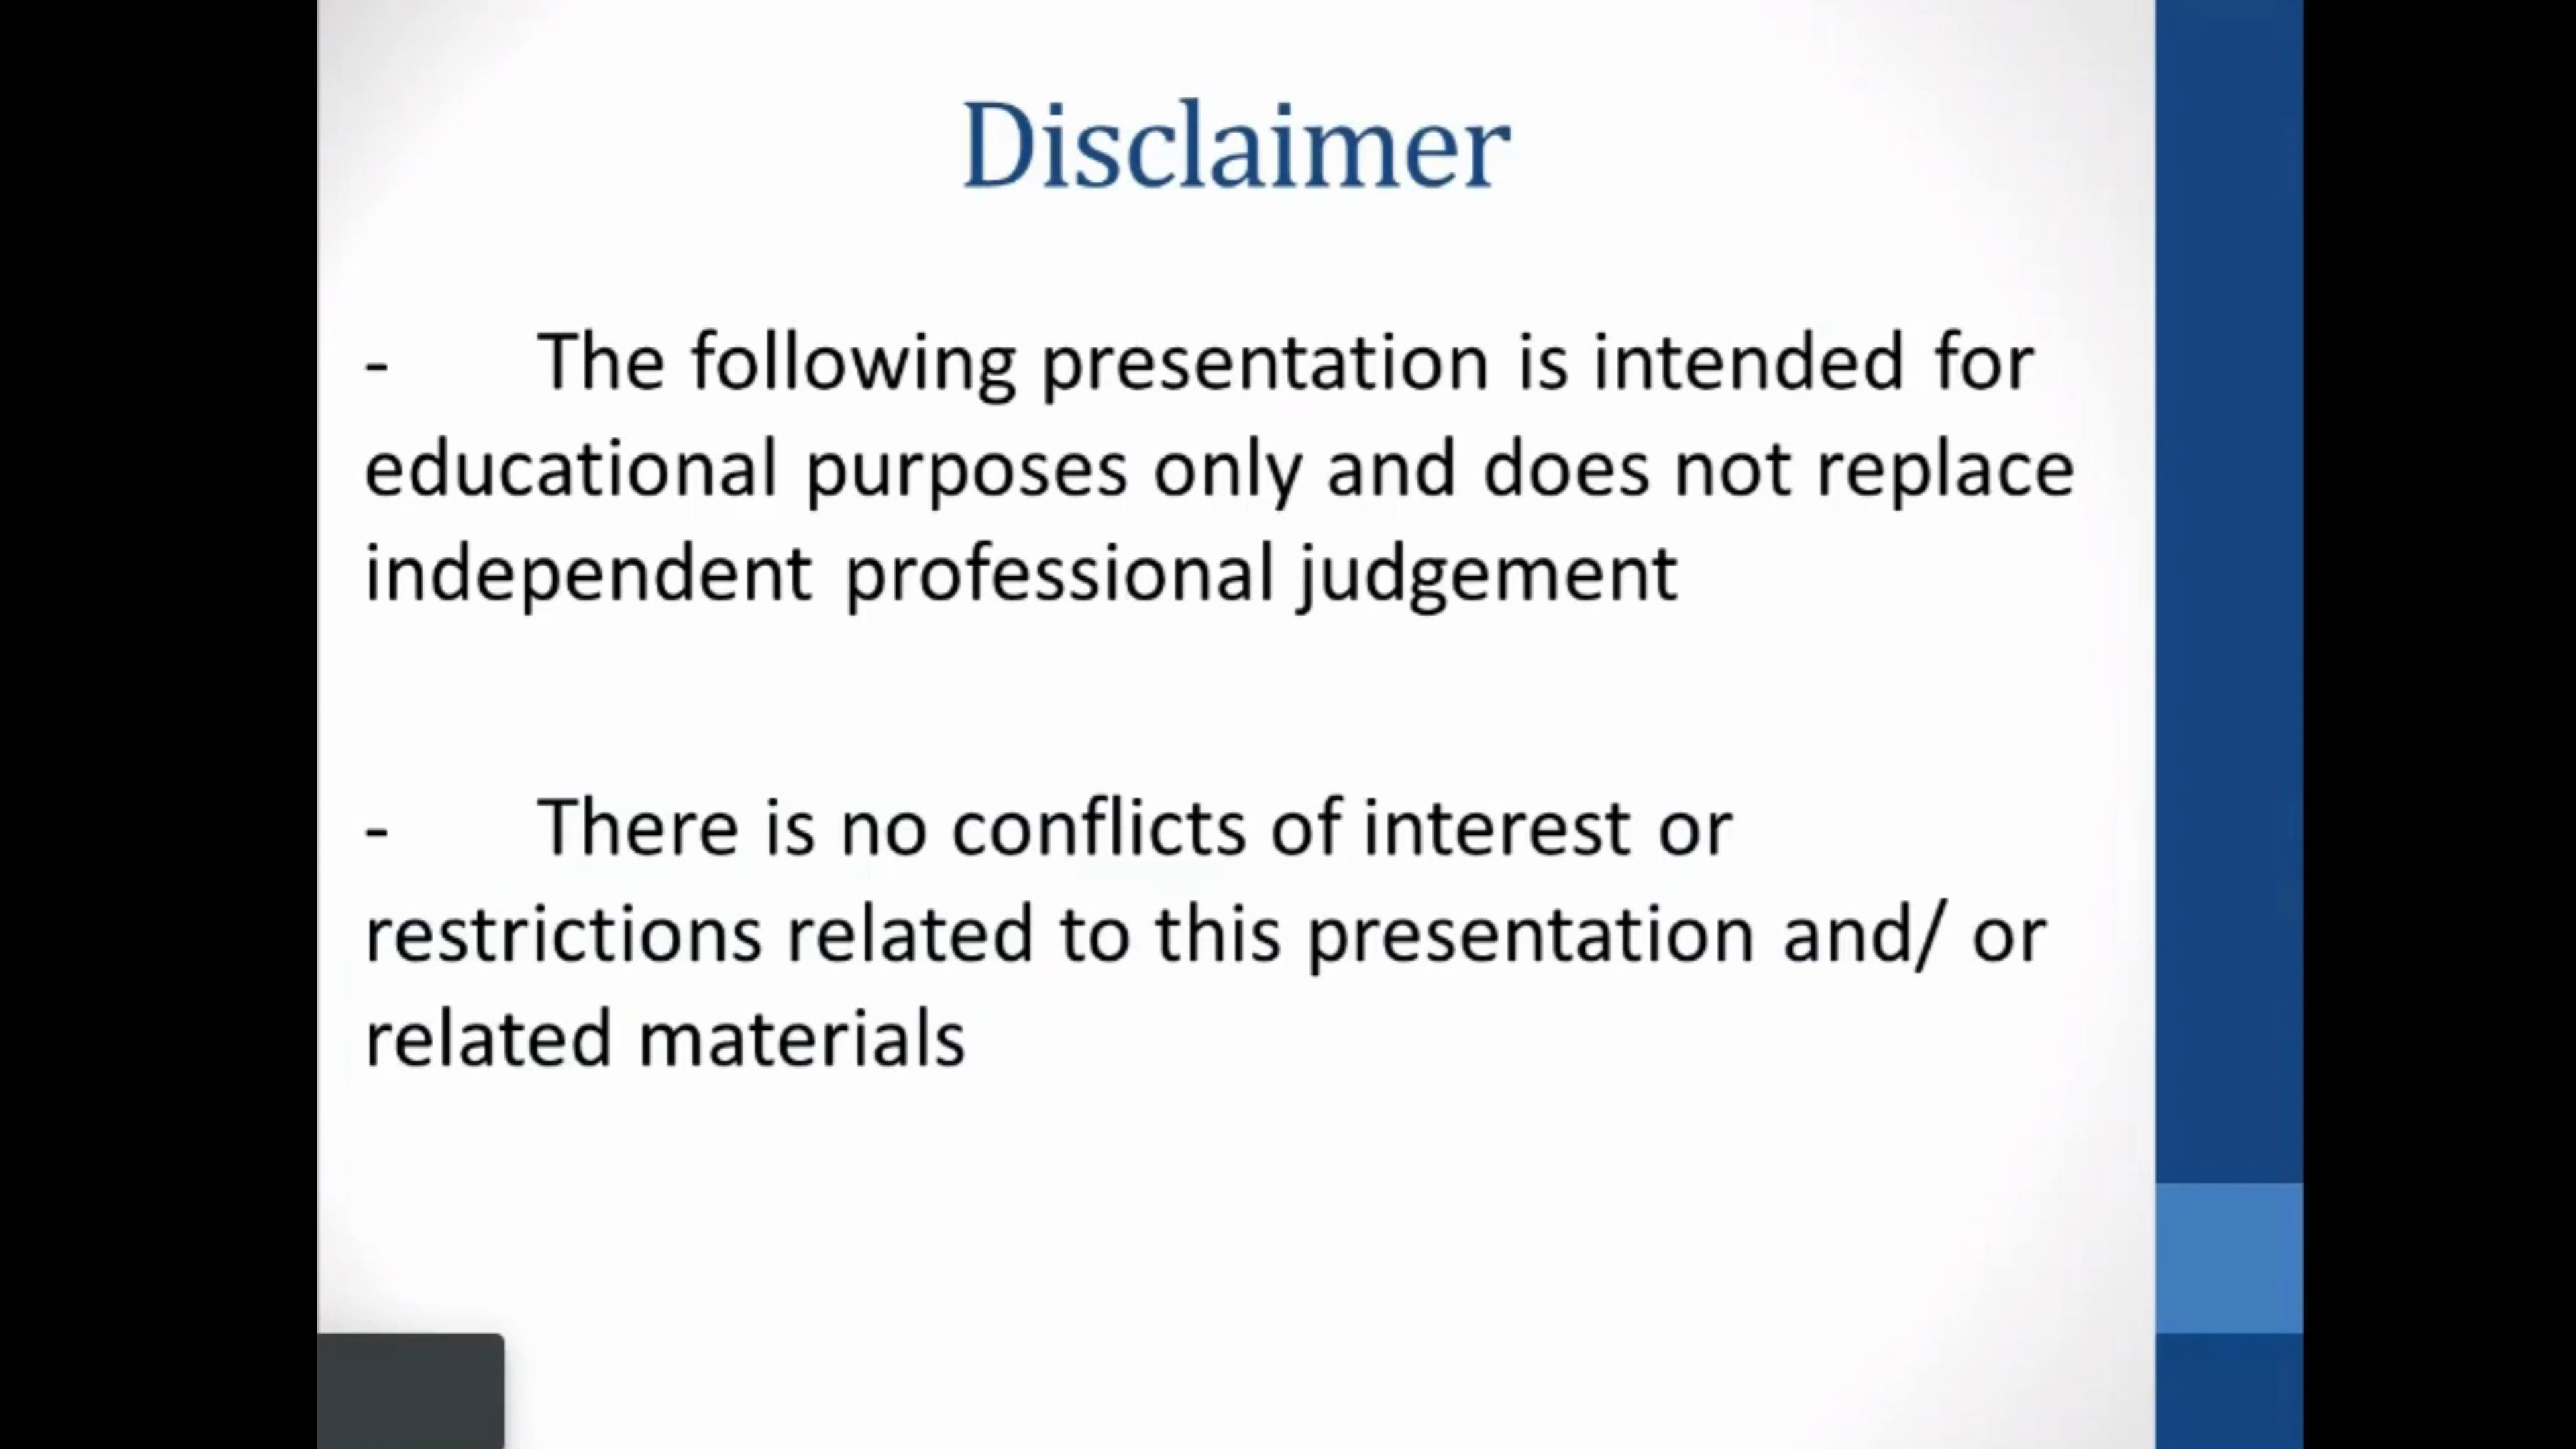 Disclaimer
- The following presentation is intended for
educational purposes only and does not replace
independent professional judgement
- There is no conflicts of interest or
restrictions related to this presentation and/ or
related materials